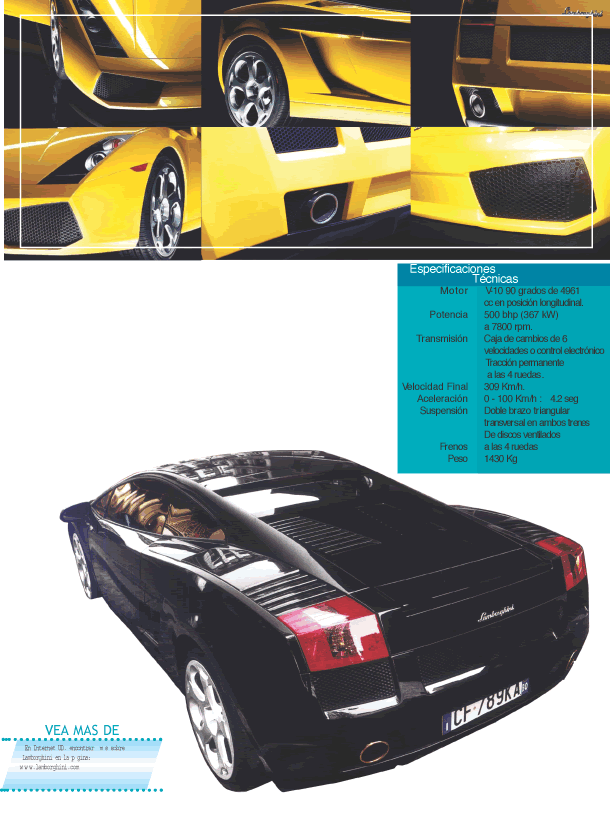 Lamborghini
Especificaciones
Técnicas
Motor V-10 90 grados de 4961
cc en posición longitudinal.
Potencia 500 bhp (367 kW)
a 7800 rpm.
Transmisión Caja de cambios de 6
velocidades o control electrónico
Tracción permanente
a las 4 ruedas.
Velocidad Final 309 Km/h.
Aceleración 0 - 100 Km/h : 4.2 seg
Suspensión Doble brazo triangular
transversal en ambos trenes
De discos ventilados
Frenos a las 4 ruedas
Peso 1430 Kg
Lamborghini
CF 789KA
VEA MAS DE
En Internet UD. encontrar m s sobre
Lamborghini en la p gina:
www.lamborghini.com